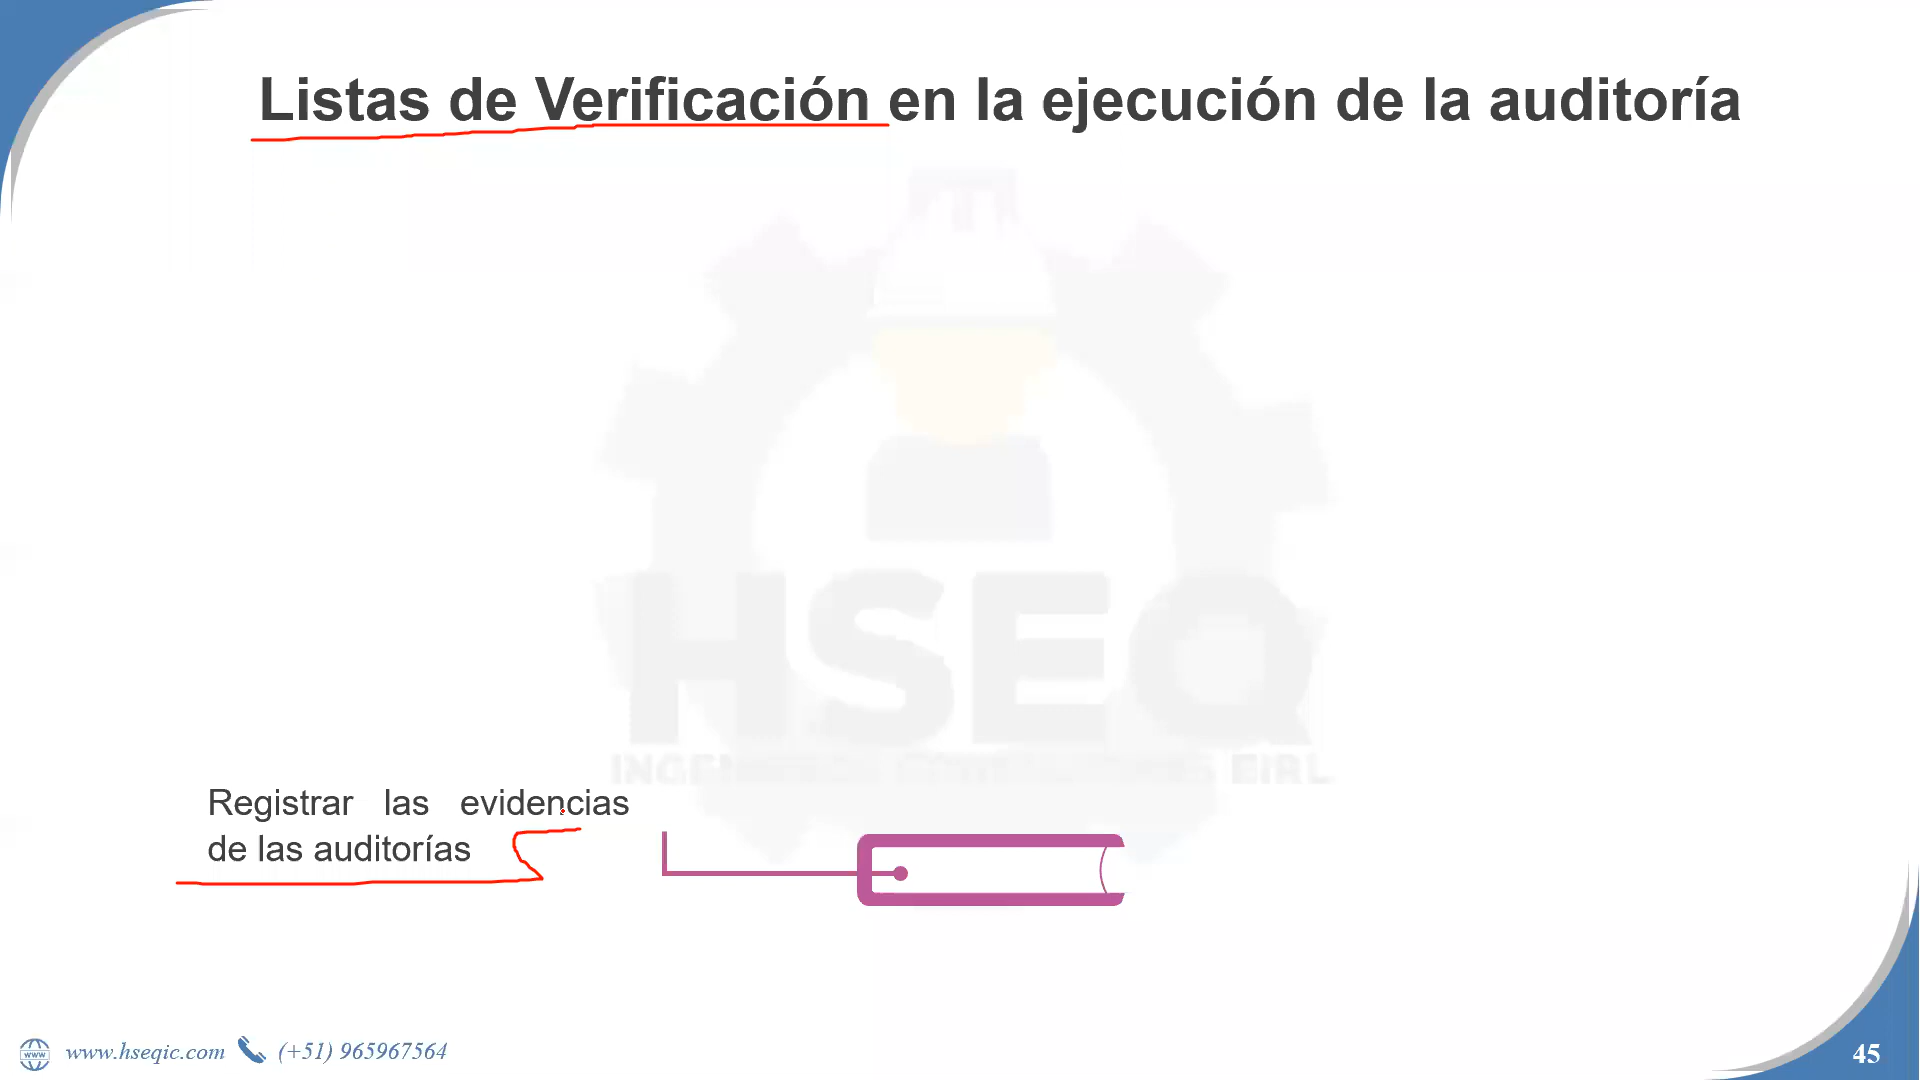 Listas de Verificación en la ejecución de la auditoría
HSEQ
Registrar las evidencias
de las auditorías
www
www.hseqic.com (+51) 965967564
45